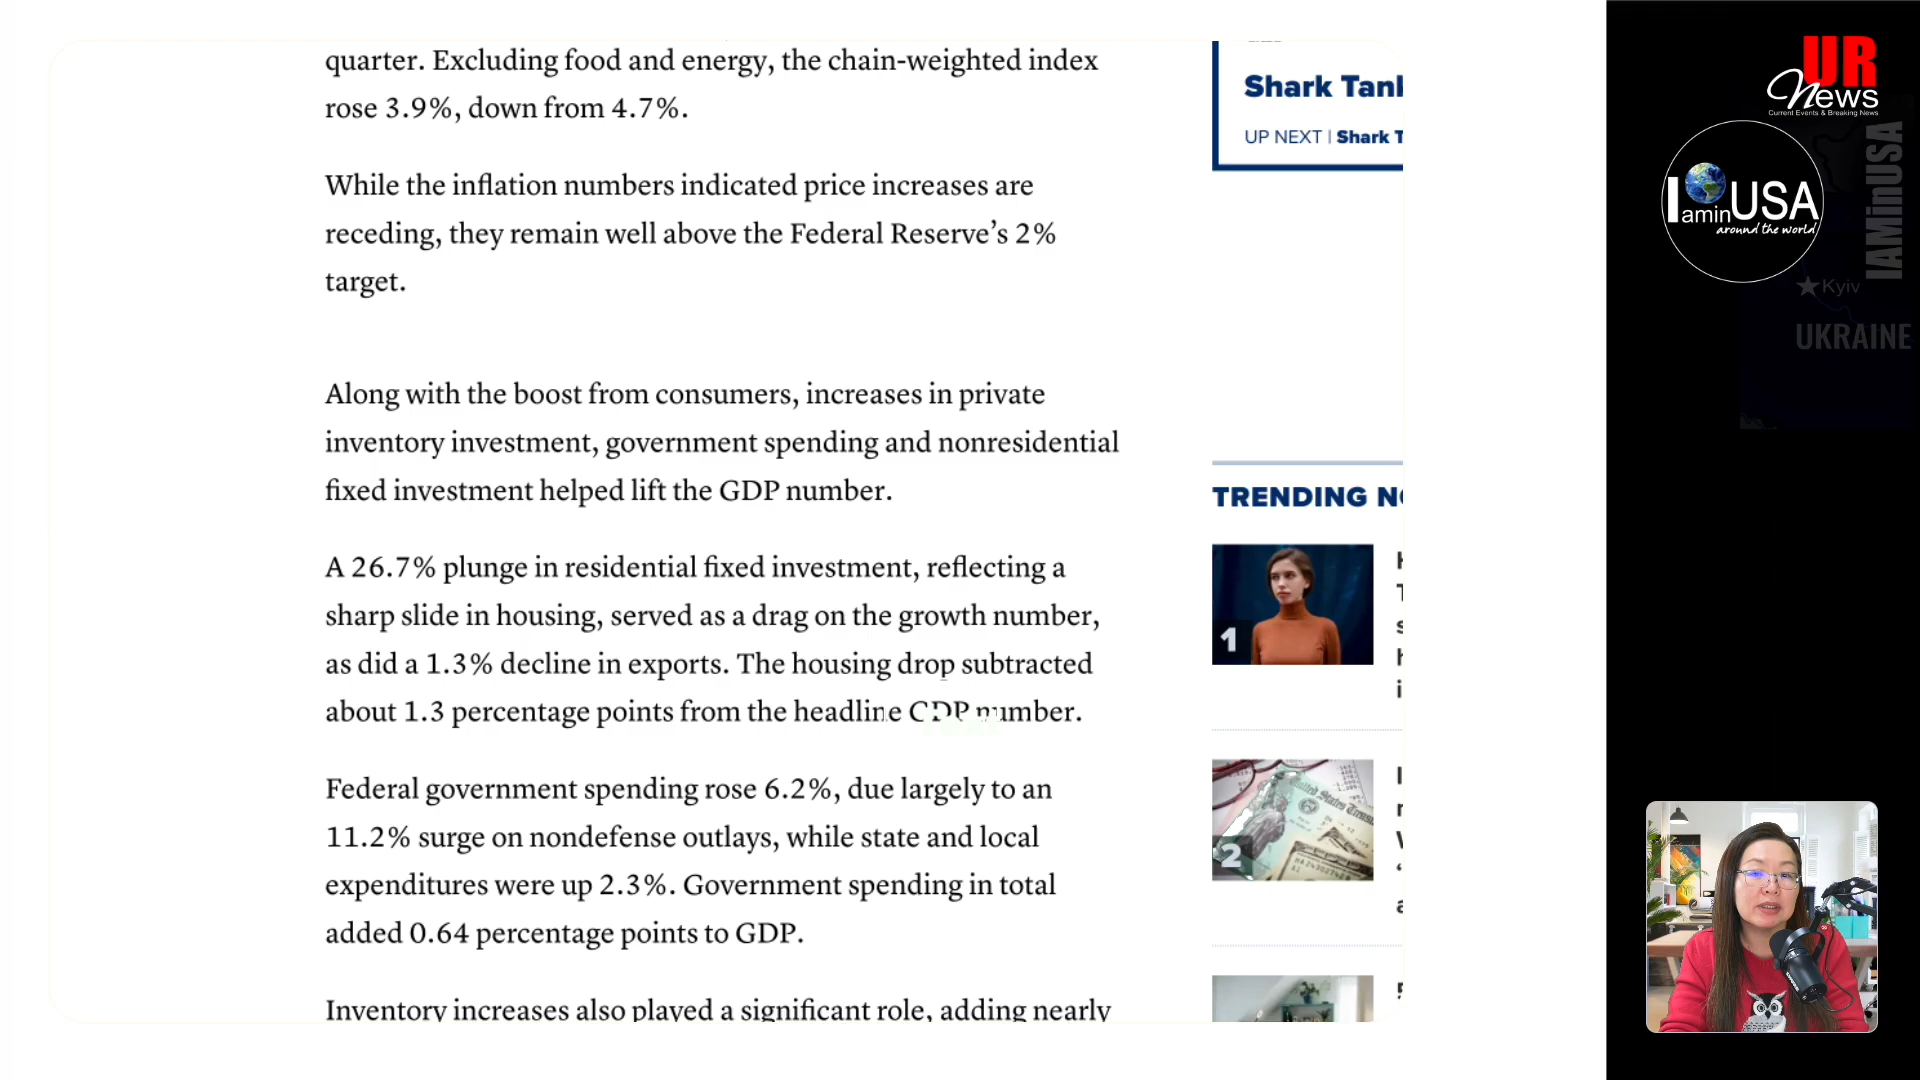 quarter. Excluding food and energy, the chain-weighted index
rose 3.9%, down from 4.7%.
While the inflation numbers indicated price increases are
receding, they remain well above the Federal Reserve’s 2%
target.
Along with the boost from consumers, increases in private
inventory investment, government spending and nonresidential
fixed investment helped lift the GDP number.
A 26.7% plunge in residential fixed investment, reflecting a
sharp slide in housing, served as a drag on the growth number,
as did a 1.3% decline in exports. The housing drop subtracted
about 1.3 percentage points from the headline GDP number.
Federal government spending rose 6.2%, due largely to an
11.2% surge on nondefense outlays, while state and local
expenditures were up 2.3%. Government spending in total
added 0.64 percentage points to GDP.
Inventory increases also played a significant role, adding nearly
Shark
UP NEXT | Shark
TRENDING
1
2
UR
News
Current Events & Breaking News
I amin USA
around the world
IAMinUSA
Kyiv
UKRAINE